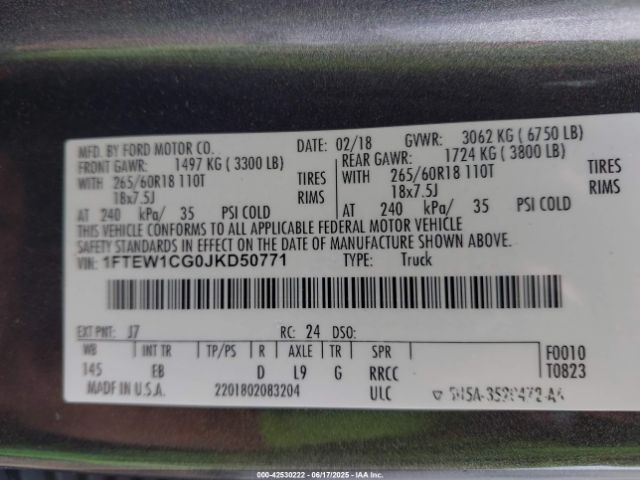 MFD. BY FORD MOTOR CO. DATE: 02/18 GVWR: 3062 KG ( 6750 LB)
FRONT GAWR: 1497 KG ( 3300 LB) REAR GAWR: 1724 KG ( 3800 LB)
WITH 265/60R18 110T TIRES WITH 265/60R18 110T TIRES
18x7.5J RIMS 18x7.5J RIMS
AT 240 kPa/ 35 PSI COLD AT 240 kPa/ 35 PSI COLD
THIS VEHICLE CONFORMS TO ALL APPLICABLE FEDERAL MOTOR VEHICLE
SAFETY STANDARDS IN EFFECT ON THE DATE OF MANUFACTURE SHOWN ABOVE.
VIN: 1FTEW1CG0JKD50771 TYPE: Truck
EXT PNT: J7 RC: 24 DSO:
WB INT TR TP/PS R AXLE TR SPR F0010
145 EB D L9 G RRCC T0823
MADE IN U.S.A. 2201802083204 ULC
000-42530222 - 06/17/2025 - IAA